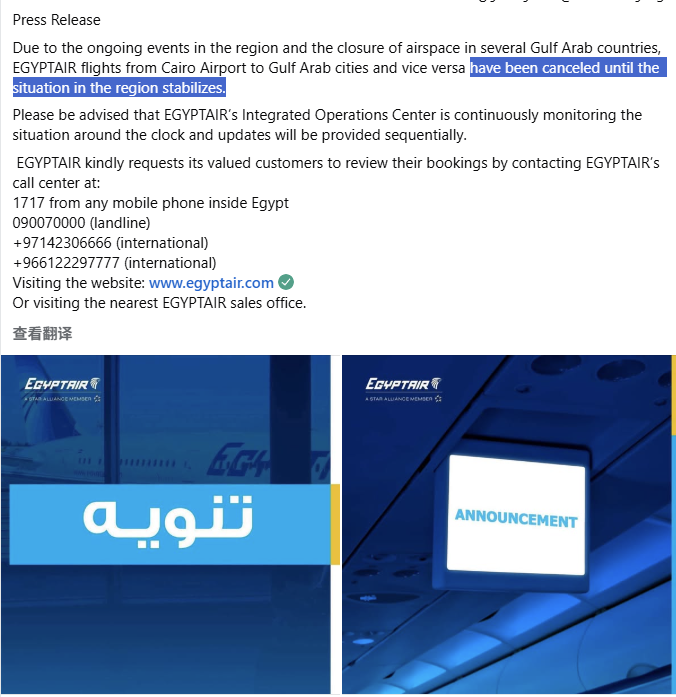 Press Release
Due to the ongoing events in the region and the closure of airspace in several Gulf Arab countries,
EGYPTAIR flights from Cairo Airport to Gulf Arab cities and vice versa have been canceled until the
situation in the region stabilizes.
Please be advised that EGYPTAIR’s Integrated Operations Center is continuously monitoring the
situation around the clock and updates will be provided sequentially.
EGYPTAIR kindly requests its valued customers to review their bookings by contacting EGYPTAIR’s
call center at:
1717 from any mobile phone inside Egypt
090070000 (landline)
+97142306666 (international)
+966122297777 (international)
Visiting the website: www.egyptair.com
Or visiting the nearest EGYPTAIR sales office.
查看翻译
EGYPTAIR
A STAR ALLIANCE MEMBER
EGYPTAIR
تنويه
EGYPTAIR
A STAR ALLIANCE MEMBER
ANNOUNCEMENT